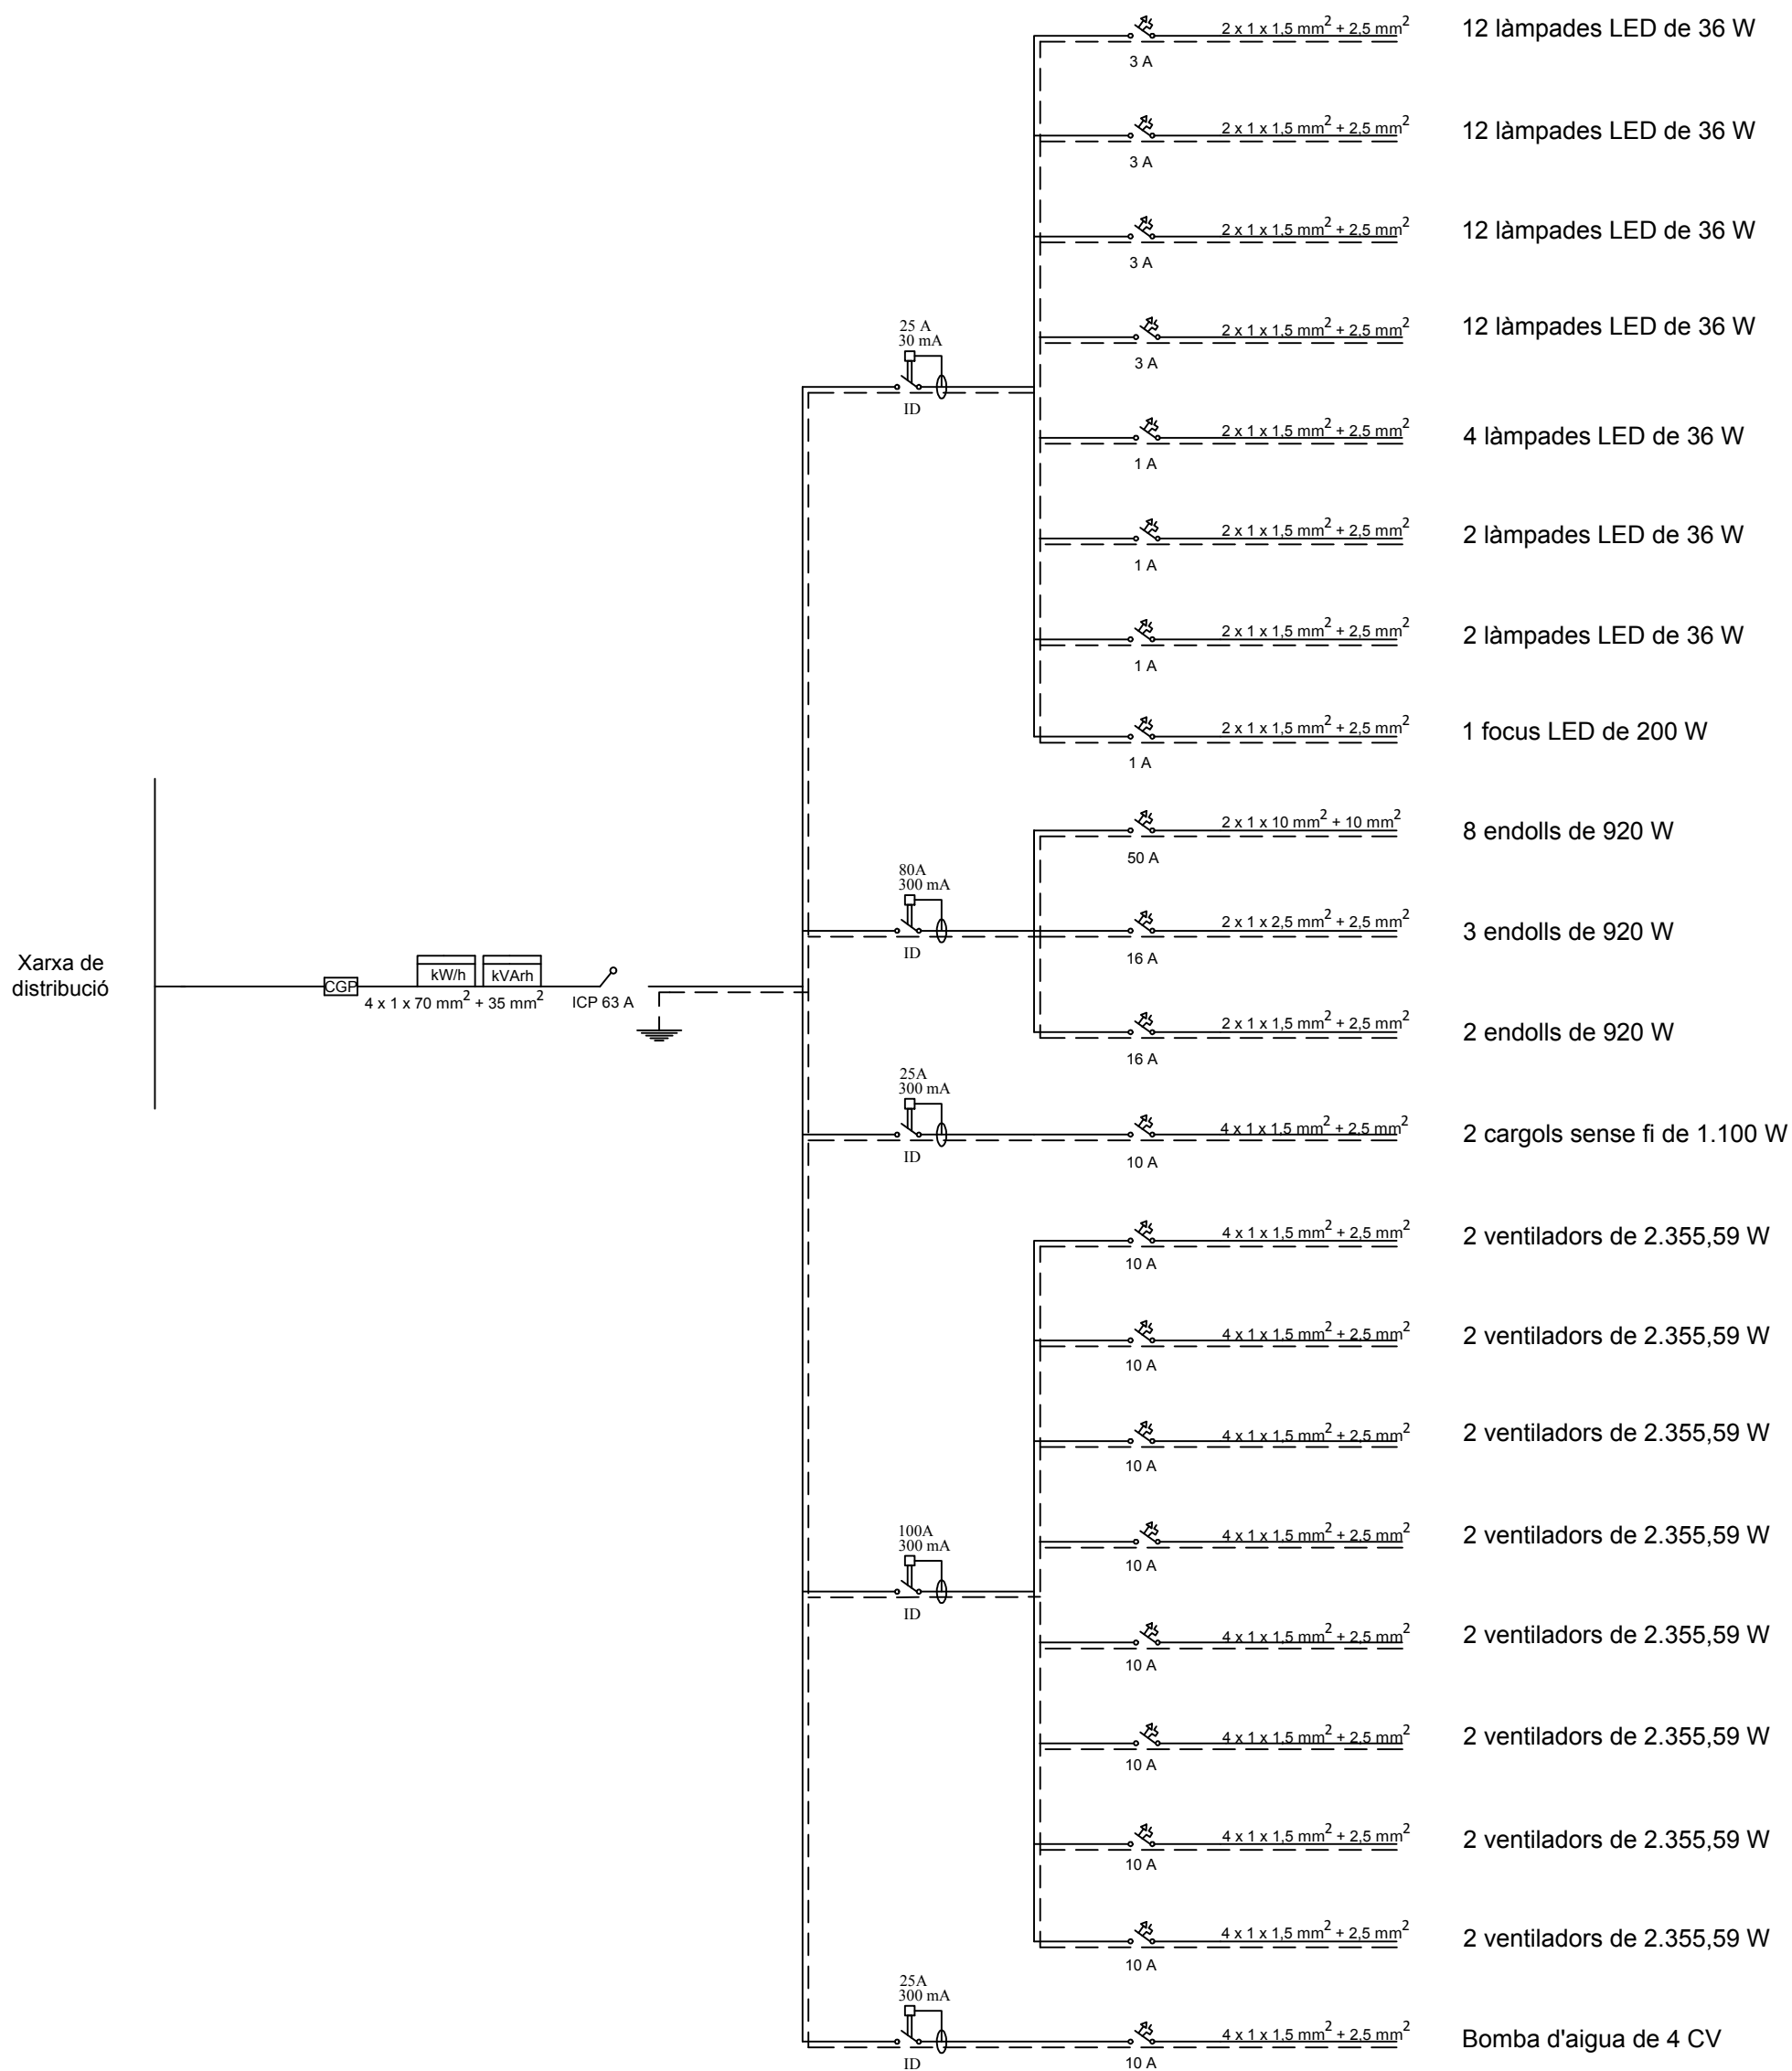 2 x 1 x 1,5 mm² + 2,5 mm²
12 làmpades LED de 36 W
3 A
2 x 1 x 1,5 mm² + 2,5 mm²
12 làmpades LED de 36 W
3 A
2 x 1 x 1,5 mm² + 2,5 mm²
12 làmpades LED de 36 W
3 A
25 A
30 mA
ID
2 x 1 x 1,5 mm² + 2,5 mm²
12 làmpades LED de 36 W
3 A
2 x 1 x 1,5 mm² + 2,5 mm²
4 làmpades LED de 36 W
1 A
2 x 1 x 1,5 mm² + 2,5 mm²
2 làmpades LED de 36 W
1 A
2 x 1 x 1,5 mm² + 2,5 mm²
2 làmpades LED de 36 W
1 A
2 x 1 x 1,5 mm² + 2,5 mm²
1 focus LED de 200 W
1 A
2 x 1 x 10 mm² + 10 mm²
8 endolls de 920 W
50 A
80A
300 mA
ID
2 x 1 x 2,5 mm² + 2,5 mm²
3 endolls de 920 W
16 A
Xarxa de
distribució
CGP
kW/h
kVArh
4 x 1 x 70 mm² + 35 mm²
ICP 63 A
2 x 1 x 1,5 mm² + 2,5 mm²
2 endolls de 920 W
16 A
25A
300 mA
ID
4 x 1 x 1,5 mm² + 2,5 mm²
2 cargols sense fi de 1.100 W
10 A
4 x 1 x 1,5 mm² + 2,5 mm²
2 ventiladors de 2.355,59 W
10 A
4 x 1 x 1,5 mm² + 2,5 mm²
2 ventiladors de 2.355,59 W
10 A
4 x 1 x 1,5 mm² + 2,5 mm²
2 ventiladors de 2.355,59 W
10 A
100A
300 mA
ID
4 x 1 x 1,5 mm² + 2,5 mm²
2 ventiladors de 2.355,59 W
10 A
4 x 1 x 1,5 mm² + 2,5 mm²
2 ventiladors de 2.355,59 W
10 A
4 x 1 x 1,5 mm² + 2,5 mm²
2 ventiladors de 2.355,59 W
10 A
4 x 1 x 1,5 mm² + 2,5 mm²
2 ventiladors de 2.355,59 W
10 A
4 x 1 x 1,5 mm² + 2,5 mm²
2 ventiladors de 2.355,59 W
10 A
25A
300 mA
ID
4 x 1 x 1,5 mm² + 2,5 mm²
Bomba d'aigua de 4 CV
10 A